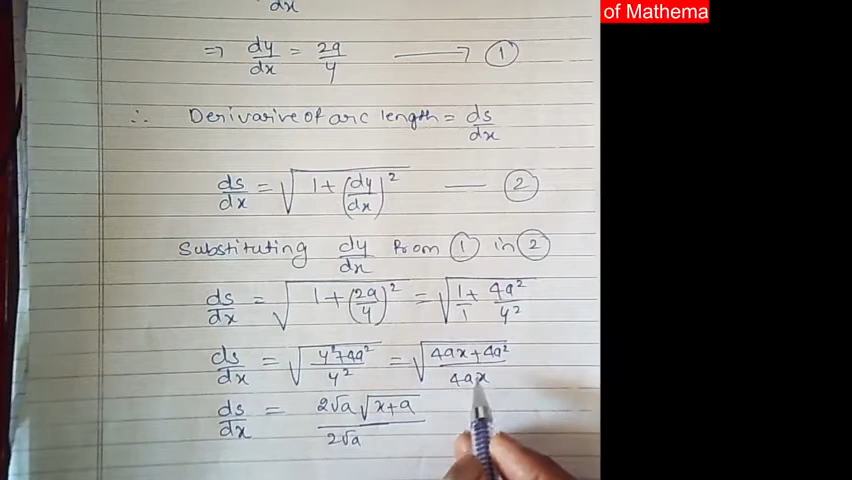 of Mathema
dx
⇒ dy/dx = 2a/y ——→ ①
∴ Derivarive of arc length = ds/dx
ds/dx = √(1+(dy/dx)²) —— ②
Substituting dy/dx from ① in ②
ds/dx = √(1+(2a/y)²) = √(1/1 + 4a²/y²)
ds/dx = √((y²+4a²)/y²) = √((4ax+4a²)/4ax)
ds/dx = 2√a √(x+a) / 2√a